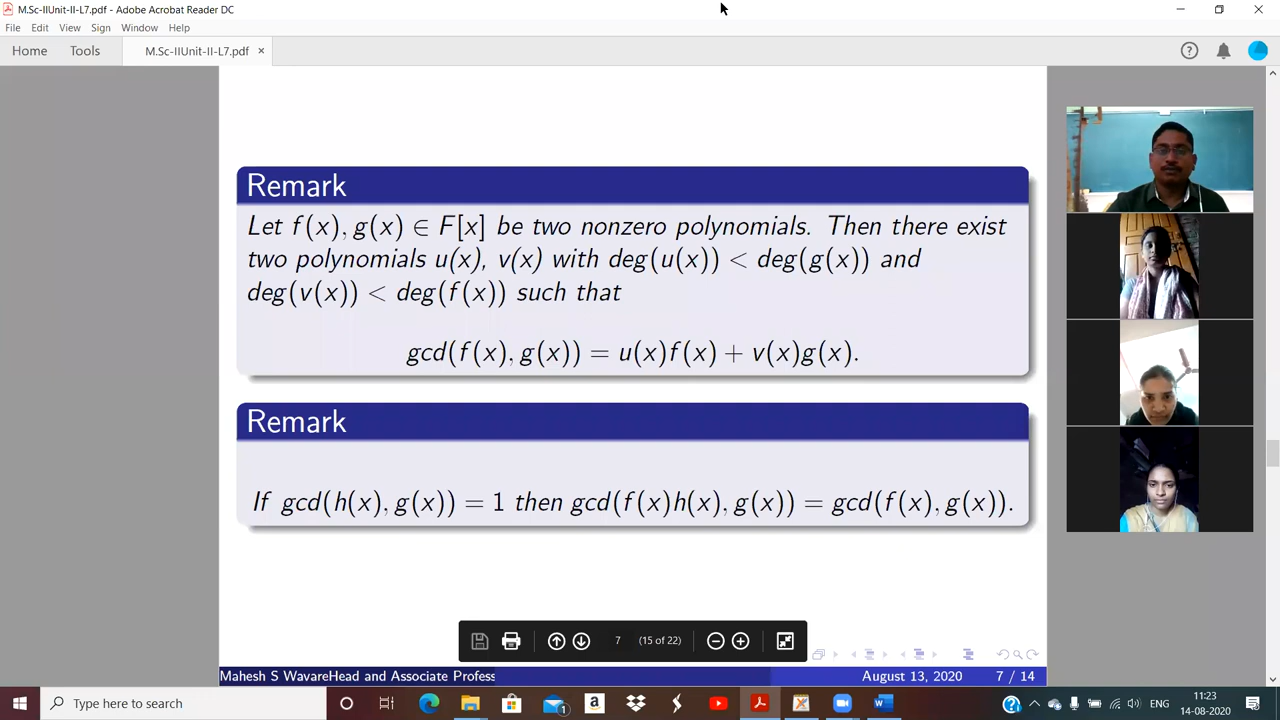 M.Sc-IIUnit-II-L7.pdf - Adobe Acrobat Reader DC
File Edit View Sign Window Help
Home Tools M.Sc-IIUnit-II-L7.pdf ×
Remark
Let f(x), g(x) ∈ F[x] be two nonzero polynomials. Then there exist
two polynomials u(x), v(x) with deg(u(x)) < deg(g(x)) and
deg(v(x)) < deg(f(x)) such that
gcd(f(x), g(x)) = u(x)f(x) + v(x)g(x).
Remark
If gcd(h(x), g(x)) = 1 then gcd(f(x)h(x), g(x)) = gcd(f(x), g(x)).
7 (15 of 22)
Mahesh S WavareHead and Associate Profess August 13, 2020 7 / 14
Type here to search
1
ENG
11:23
14-08-2020